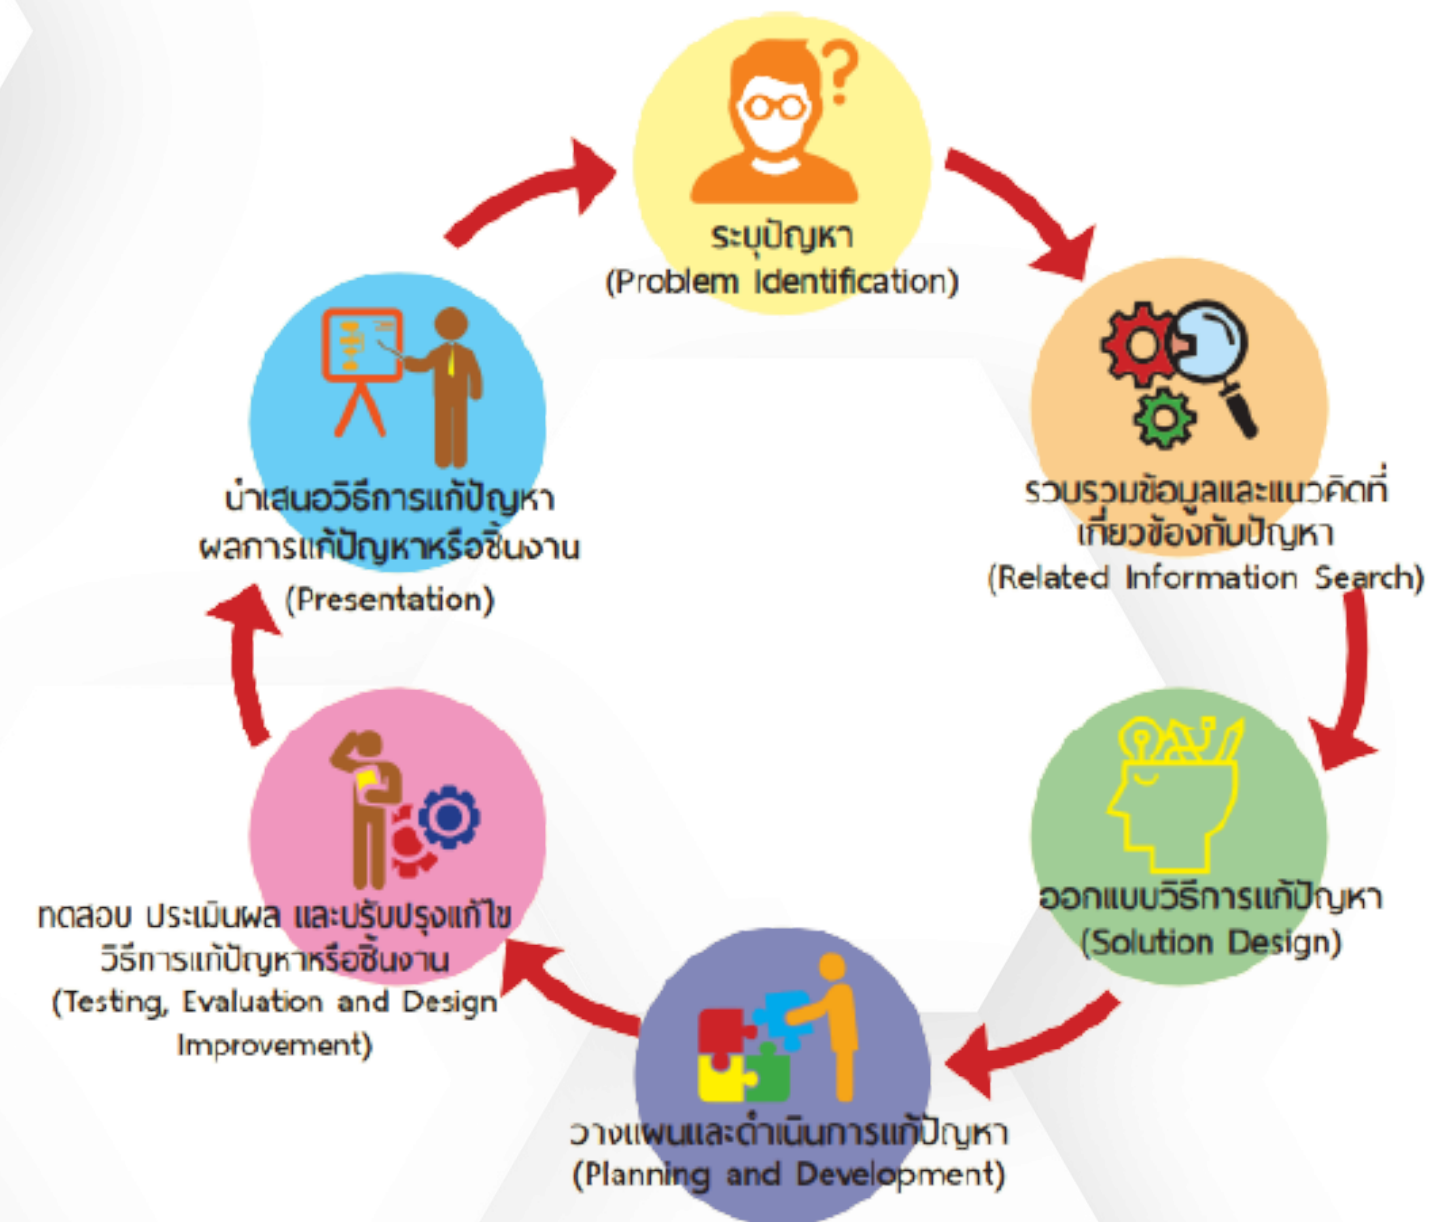 ระบุปัญหา
(Problem Identification)
รวบรวมข้อมูลและแนวคิดที่
เกี่ยวข้องกับปัญหา
(Related Information Search)
ออกแบบวิธีการแก้ปัญหา
(Solution Design)
วางแผนและดำเนินการแก้ปัญหา
(Planning and Development)
ทดสอบ ประเมินผล และปรับปรุงแก้ไข
วิธีการแก้ปัญหาหรือชิ้นงาน
(Testing, Evaluation and Design
Improvement)
นำเสนอวิธีการแก้ปัญหา
ผลการแก้ปัญหาหรือชิ้นงาน
(Presentation)